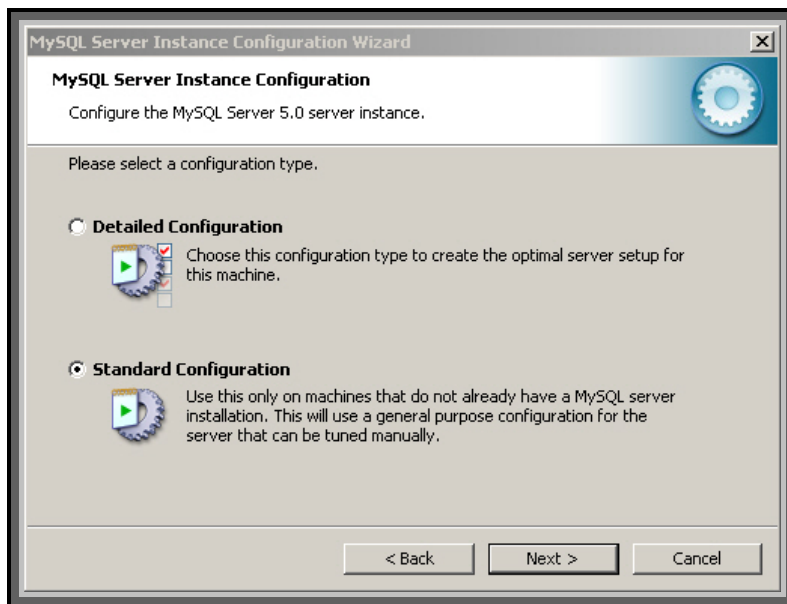 MySQL Server Instance Configuration Wizard
MySQL Server Instance Configuration
Configure the MySQL Server 5.0 server instance.
Please select a configuration type.
Detailed Configuration
Choose this configuration type to create the optimal server setup for
this machine.
Standard Configuration
Use this only on machines that do not already have a MySQL server
installation. This will use a general purpose configuration for the
server that can be tuned manually.
< Back
Next >
Cancel